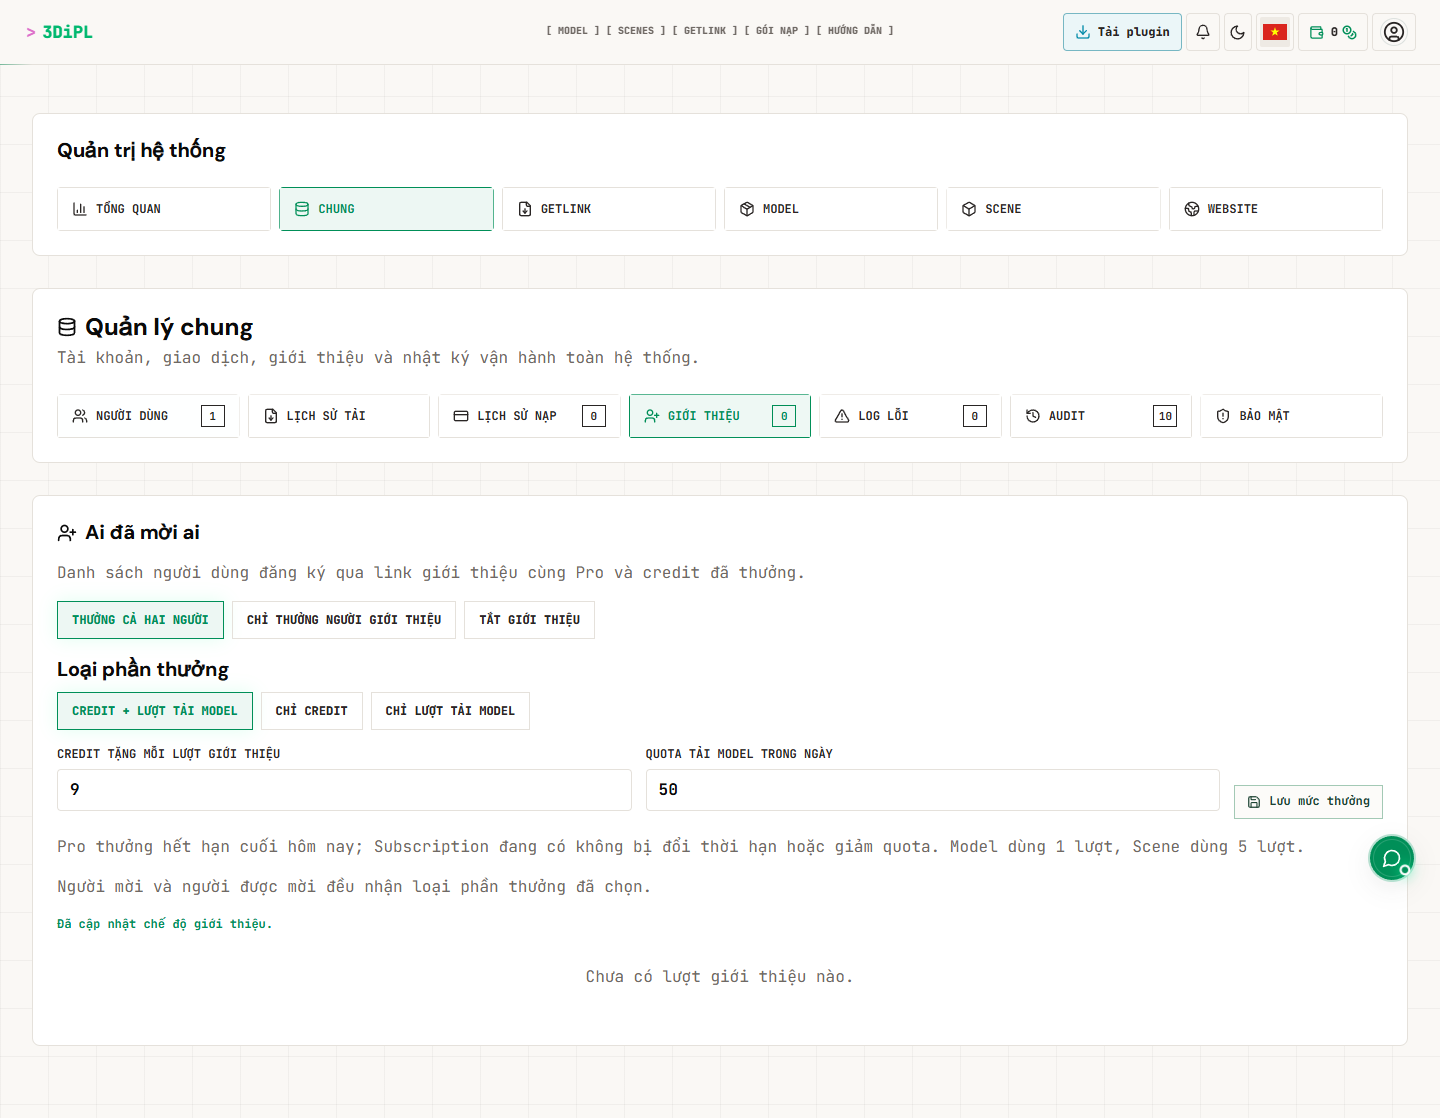 > 3DiPL
[ MODEL ] [ SCENES ] [ GETLINK ] [ GÓI NẠP ] [ HƯỚNG DẪN ]
Tải plugin
0
Quản trị hệ thống
TỔNG QUAN
CHUNG
GETLINK
MODEL
SCENE
WEBSITE
Quản lý chung
Tài khoản, giao dịch, giới thiệu và nhật ký vận hành toàn hệ thống.
NGƯỜI DÙNG 1
LỊCH SỬ TẢI
LỊCH SỬ NẠP 0
GIỚI THIỆU 0
LOG LỖI 0
AUDIT 10
BẢO MẬT
Ai đã mời ai
Danh sách người dùng đăng ký qua link giới thiệu cùng Pro và credit đã thưởng.
THƯỞNG CẢ HAI NGƯỜI
CHỈ THƯỞNG NGƯỜI GIỚI THIỆU
TẮT GIỚI THIỆU
Loại phần thưởng
CREDIT + LƯỢT TẢI MODEL
CHỈ CREDIT
CHỈ LƯỢT TẢI MODEL
CREDIT TẶNG MỖI LƯỢT GIỚI THIỆU
QUOTA TẢI MODEL TRONG NGÀY
9
50
Lưu mức thưởng
Pro thưởng hết hạn cuối hôm nay; Subscription đang có không bị đổi thời hạn hoặc giảm quota. Model dùng 1 lượt, Scene dùng 5 lượt.
Người mời và người được mời đều nhận loại phần thưởng đã chọn.
Đã cập nhật chế độ giới thiệu.
Chưa có lượt giới thiệu nào.